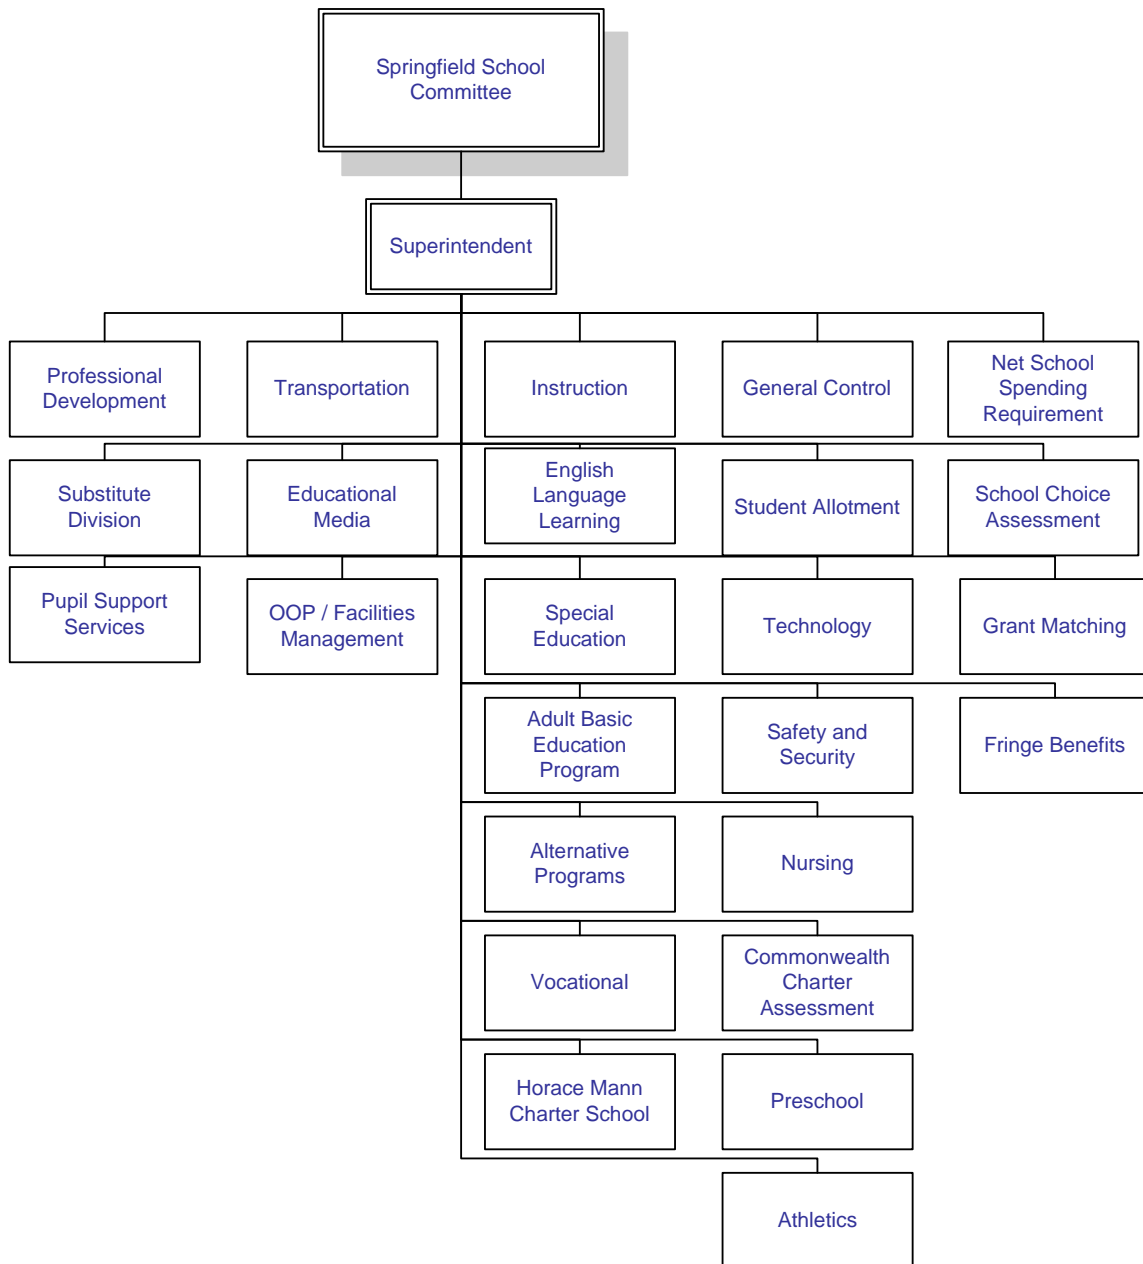 Springfield School
Committee
Superintendent
Professional
Development
Transportation
Instruction
General Control
Net School
Spending
Requirement
Substitute
Division
Educational
Media
English
Language
Learning
Student Allotment
School Choice
Assessment
Pupil Support
Services
OOP / Facilities
Management
Special
Education
Technology
Grant Matching
Adult Basic
Education
Program
Safety and
Security
Fringe Benefits
Alternative
Programs
Nursing
Vocational
Commonwealth
Charter
Assessment
Horace Mann
Charter School
Preschool
Athletics